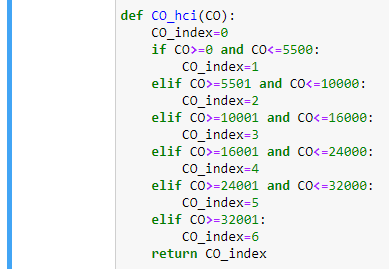 def CO_hci(CO):
    CO_index=0
    if CO>=0 and CO<=5500:
        CO_index=1
    elif CO>=5501 and CO<=10000:
        CO_index=2
    elif CO>=10001 and CO<=16000:
        CO_index=3
    elif CO>=16001 and CO<=24000:
        CO_index=4
    elif CO>=24001 and CO<=32000:
        CO_index=5
    elif CO>=32001:
        CO_index=6
    return CO_index